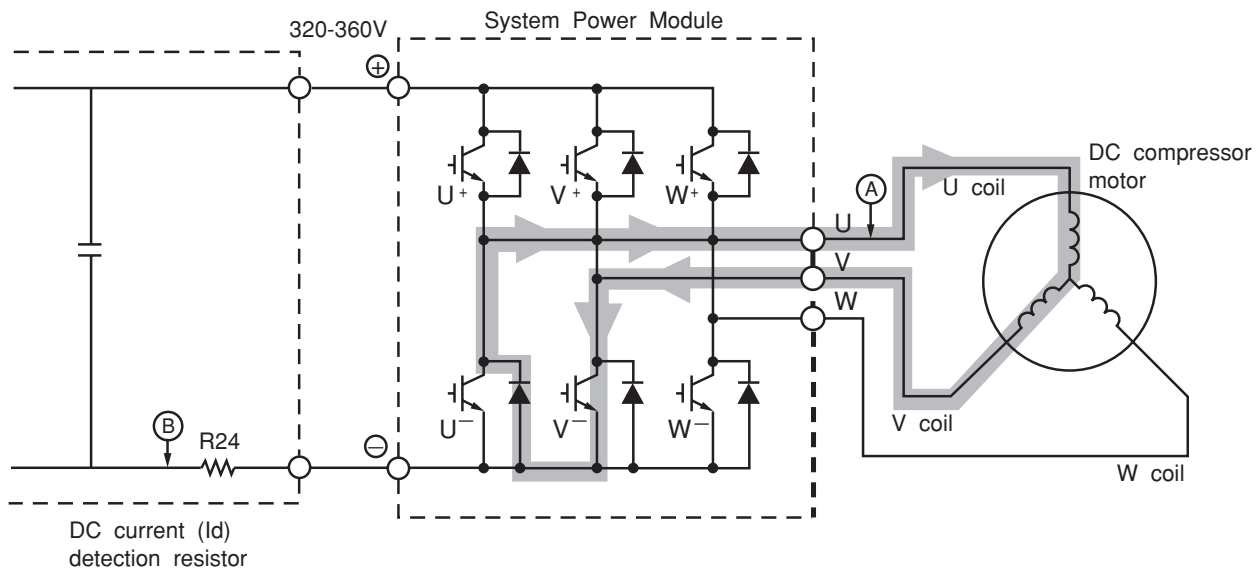 System Power Module
320-360V
+
U+
V+
W+
U
V
W
A
U coil
DC compressor
motor
U−
V−
W−
V coil
W coil
B
R24
−
DC current (Id)
detection resistor